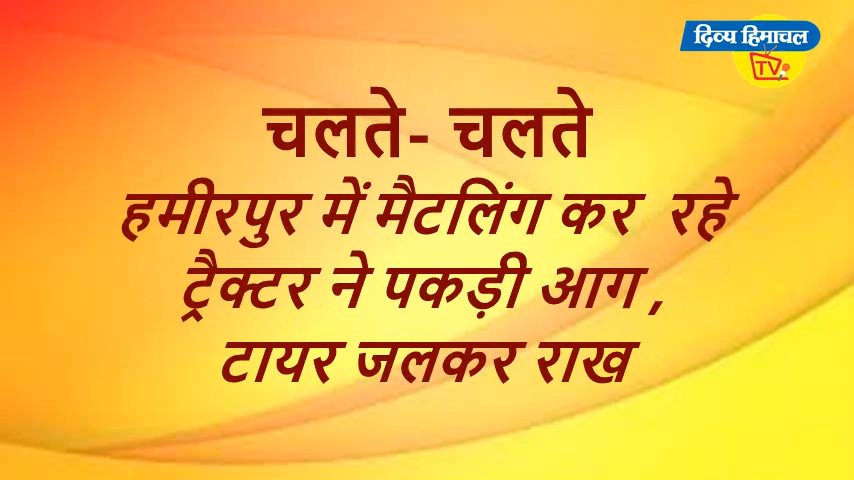 दिव्य हिमाचल
TV
चलते- चलते
हमीरपुर में मैटलिंग कर रहे
ट्रैक्टर ने पकड़ी आग ,
टायर जलकर राख